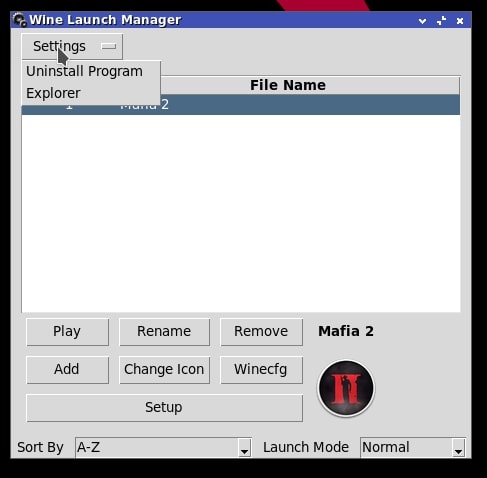 Wine Launch Manager
Settings
Uninstall Program
Explorer
File Name
1 Mafia 2
Play Rename Remove Mafia 2
Add Change Icon Winecfg
Setup
Sort By A-Z Launch Mode Normal